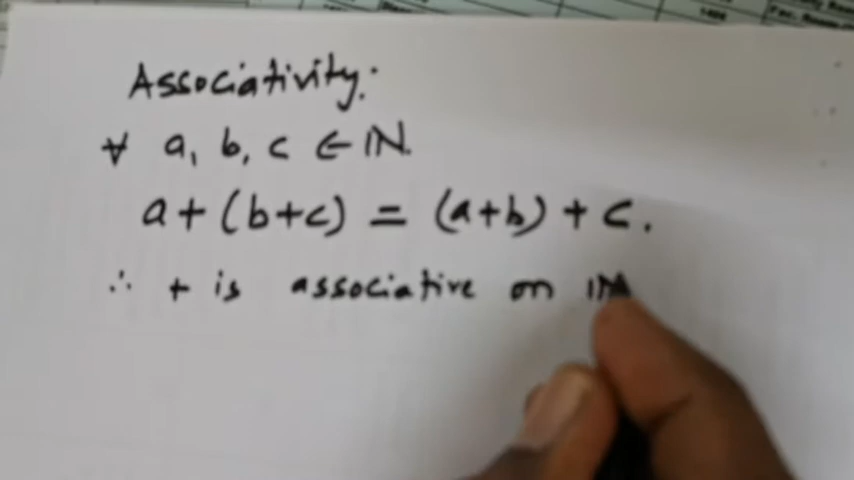 Associativity:
∀ a, b, c ∈ ℕ.
a + (b+c) = (a+b) + c.
∴ + is associative on ℕ